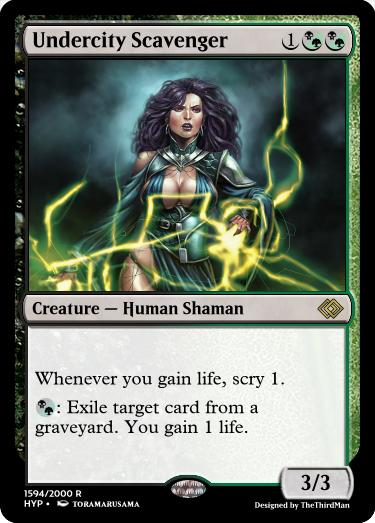 Undercity Scavenger 1
Creature — Human Shaman
Whenever you gain life, scry 1.
: Exile target card from a
graveyard. You gain 1 life.
3/3
1594/2000 R
HYP • TORAMARUSAMA
Designed by TheThirdMan